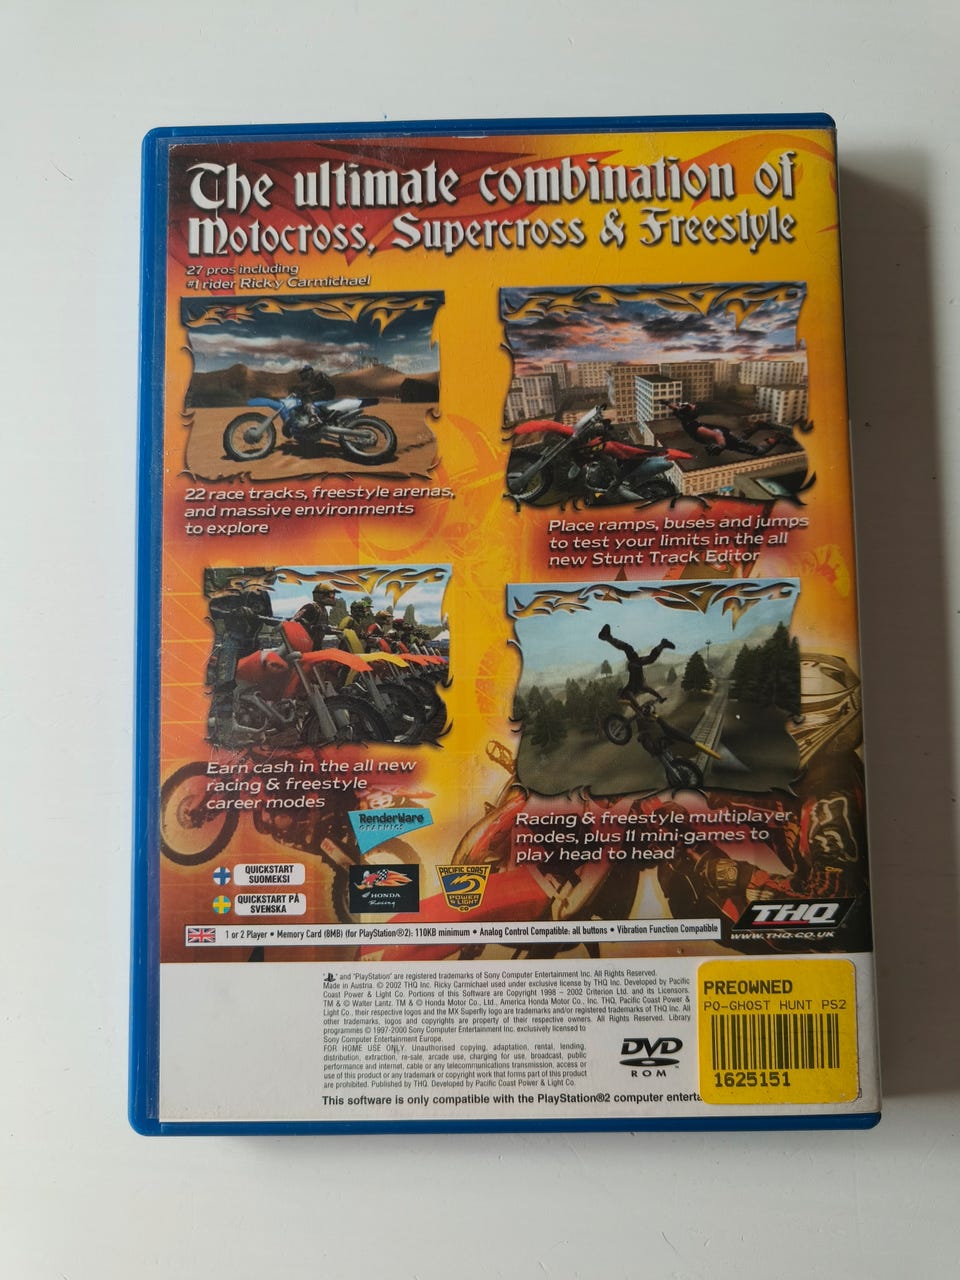 The ultimate combination of
Motocross, Supercross & Freestyle
27 pros including
#1 rider Ricky Carmichael
22 race tracks, freestyle arenas,
and massive environments
to explore
Place ramps, buses and jumps
to test your limits in the all
new Stunt Track Editor
Earn cash in the all new
racing & freestyle
career modes
RenderWare
GRAPHICS
Racing & freestyle multiplayer
modes, plus 11 mini-games to
play head to head
QUICKSTART
SUOMEKSI
QUICKSTART PÅ
SVENSKA
HONDA
Racing
PACIFIC COAST
POWER
& LIGHT
CO
THQ
WWW.THQ.CO.UK
1 or 2 Player • Memory Card (8MB) (for PlayStation®2): 110KB minimum • Analog Control Compatible: all buttons • Vibration Function Compatible
" " and "PlayStation" are registered trademarks of Sony Computer Entertainment Inc. All Rights Reserved.
Made in Austria. © 2002 THQ Inc. Ricky Carmichael used under exclusive license by THQ Inc. Developed by Pacific
Coast Power & Light Co. Portions of this Software are Copyright 1998 – 2002 Criterion Ltd. and its Licensors.
TM & © Walter Lantz. TM & © Honda Motor Co., Ltd., America Honda Motor Co., Inc. THQ, Pacific Coast Power &
Light Co., their respective logos and the MX Superfly logo are trademarks and/or registered trademarks of THQ Inc. All
other trademarks, logos and copyrights are property of their respective owners. All Rights Reserved. Library
programmes © 1997-2000 Sony Computer Entertainment Inc. exclusively licensed to
Sony Computer Entertainment Europe.
FOR HOME USE ONLY. Unauthorised copying, adaptation, rental, lending,
distribution, extraction, re-sale, arcade use, charging for use, broadcast, public
performance and internet, cable or any telecommunications transmission, access or
use of this product or any trademark or copyright work that forms part of this product
are prohibited. Published by THQ. Developed by Pacific Coast Power & Light Co.
This software is only compatible with the PlayStation®2 computer enterta
DVD
ROM
PREOWNED
PO-GHOST HUNT PS2
1625151